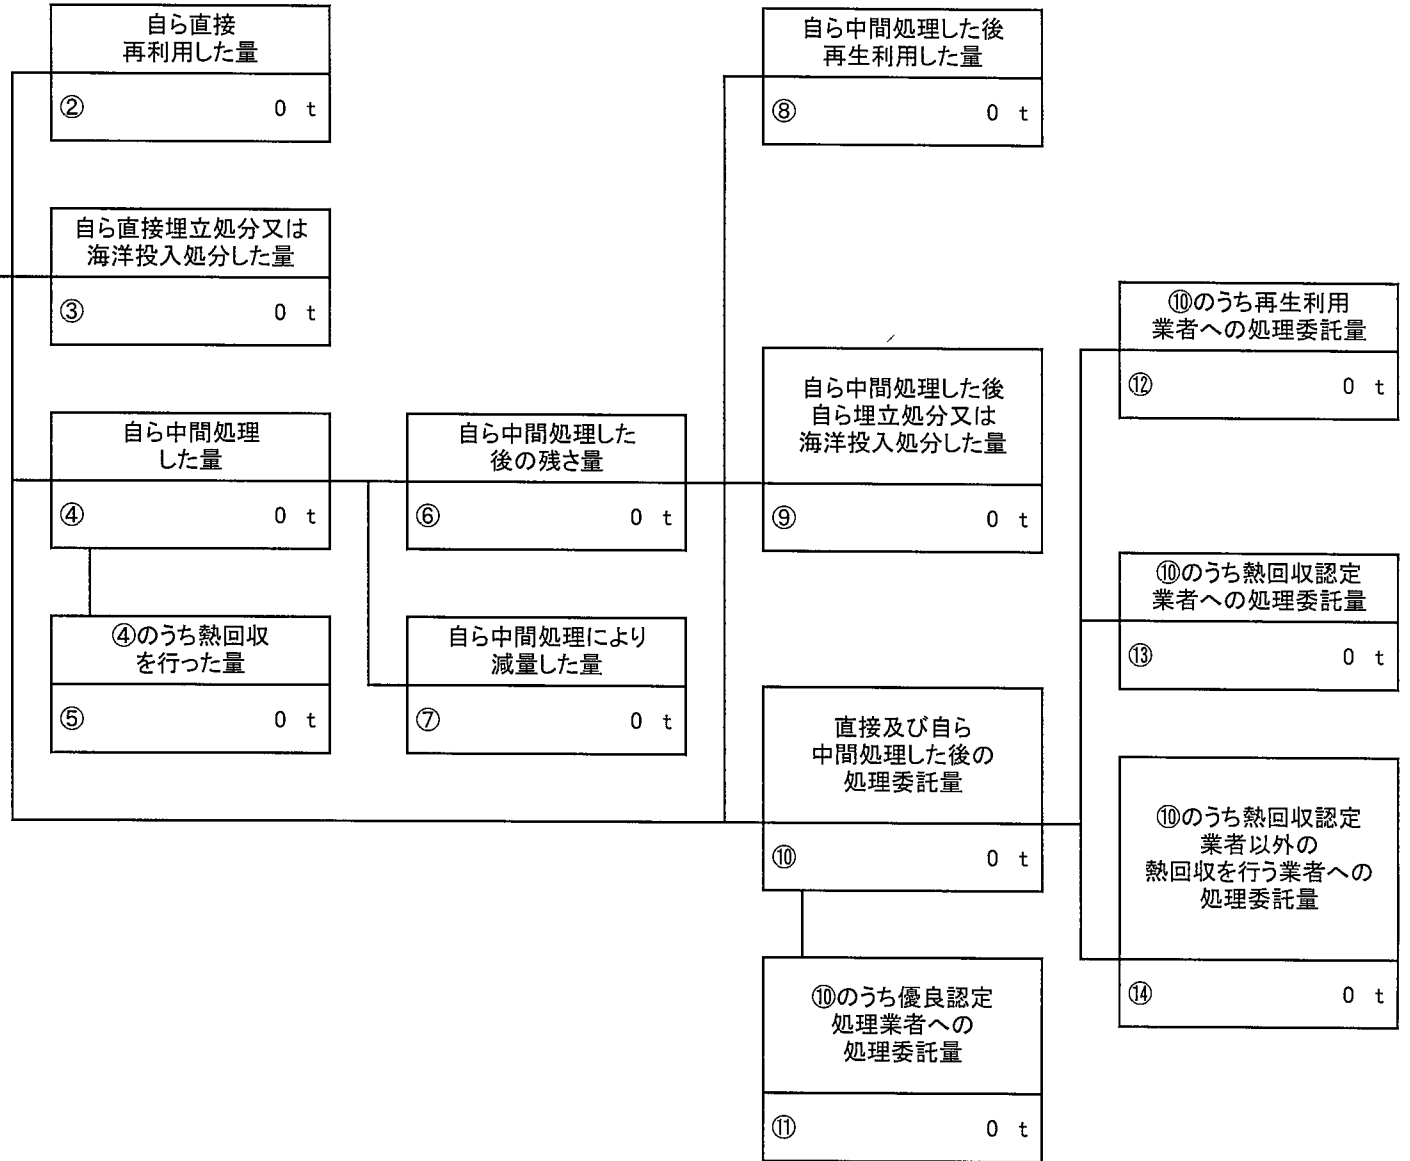 自ら直接
再利用した量
② 0 t
自ら直接埋立処分又は
海洋投入処分した量
③ 0 t
自ら中間処理
した量
④ 0 t
④のうち熱回収
を行った量
⑤ 0 t
自ら中間処理した
後の残さ量
⑥ 0 t
自ら中間処理により
減量した量
⑦ 0 t
自ら中間処理した後
再生利用した量
⑧ 0 t
自ら中間処理した後
自ら埋立処分又は
海洋投入処分した量
⑨ 0 t
直接及び自ら
中間処理した後の
処理委託量
⑩ 0 t
⑩のうち優良認定
処理業者への
処理委託量
⑪ 0 t
⑩のうち再生利用
業者への処理委託量
⑫ 0 t
⑩のうち熱回収認定
業者への処理委託量
⑬ 0 t
⑩のうち熱回収認定
業者以外の
熱回収を行う業者への
処理委託量
⑭ 0 t